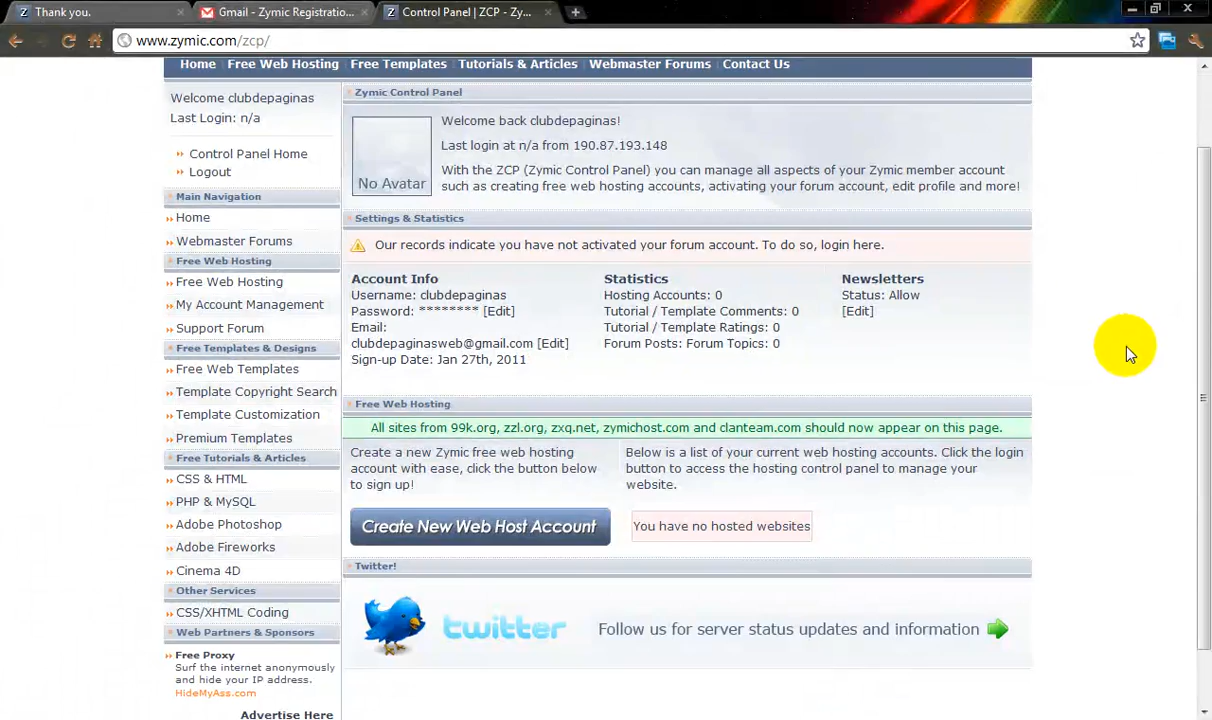 Thank you.
Gmail - Zymic Registratio...
Control Panel | ZCP - Zy...
www.zymic.com/zcp/
Home
Free Web Hosting
Free Templates
Tutorials & Articles
Webmaster Forums
Contact Us
Welcome clubdepaginas
Last Login: n/a
Control Panel Home
Logout
Main Navigation
Home
Webmaster Forums
Free Web Hosting
Free Web Hosting
My Account Management
Support Forum
Free Templates & Designs
Free Web Templates
Template Copyright Search
Template Customization
Premium Templates
Free Tutorials & Articles
CSS & HTML
PHP & MySQL
Adobe Photoshop
Adobe Fireworks
Cinema 4D
Other Services
CSS/XHTML Coding
Web Partners & Sponsors
Free Proxy
Surf the internet anonymously
and hide your IP address.
HideMyAss.com
Advertise Here
Zymic Control Panel
No Avatar
Welcome back clubdepaginas!
Last login at n/a from 190.87.193.148
With the ZCP (Zymic Control Panel) you can manage all aspects of your Zymic member account
such as creating free web hosting accounts, activating your forum account, edit profile and more!
Settings & Statistics
Our records indicate you have not activated your forum account. To do so, login here.
Account Info
Username: clubdepaginas
Password: ******** [Edit]
Email:
clubdepaginasweb@gmail.com [Edit]
Sign-up Date: Jan 27th, 2011
Statistics
Hosting Accounts: 0
Tutorial / Template Comments: 0
Tutorial / Template Ratings: 0
Forum Posts: Forum Topics: 0
Newsletters
Status: Allow
[Edit]
Free Web Hosting
All sites from 99k.org, zzl.org, zxq.net, zymichost.com and clanteam.com should now appear on this page.
Create a new Zymic free web hosting
account with ease, click the button below
to sign up!
Create New Web Host Account
Below is a list of your current web hosting accounts. Click the login
button to access the hosting control panel to manage your
website.
You have no hosted websites
Twitter!
twitter
Follow us for server status updates and information